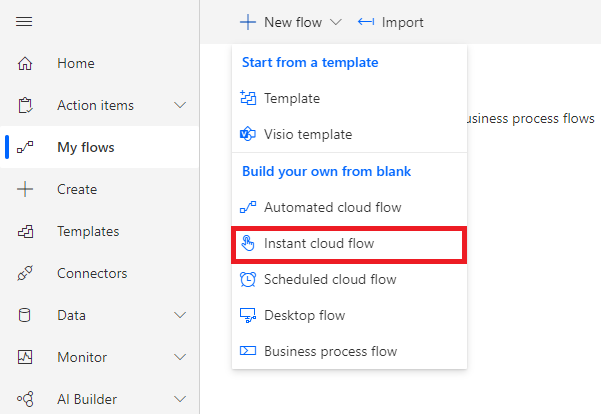 New flow
Import
Home
Action items
My flows
Create
Templates
Connectors
Data
Monitor
AI Builder
Start from a template
Template
Visio template
Build your own from blank
Automated cloud flow
Instant cloud flow
Scheduled cloud flow
Desktop flow
Business process flow
usiness process flows